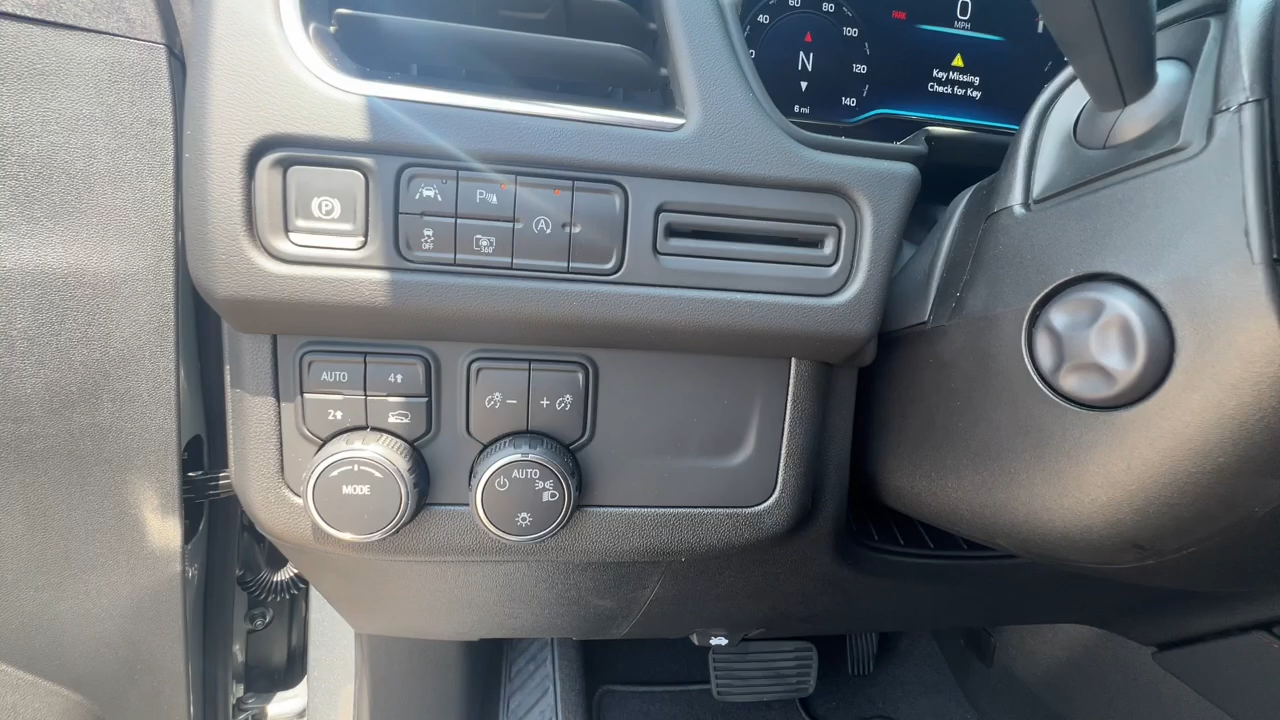 60 80
40 100
120
140
N
6 mi
PARK
0
MPH
Key Missing
Check for Key
P
P
A
OFF
360°
AUTO 4
2
MODE
- +
AUTO